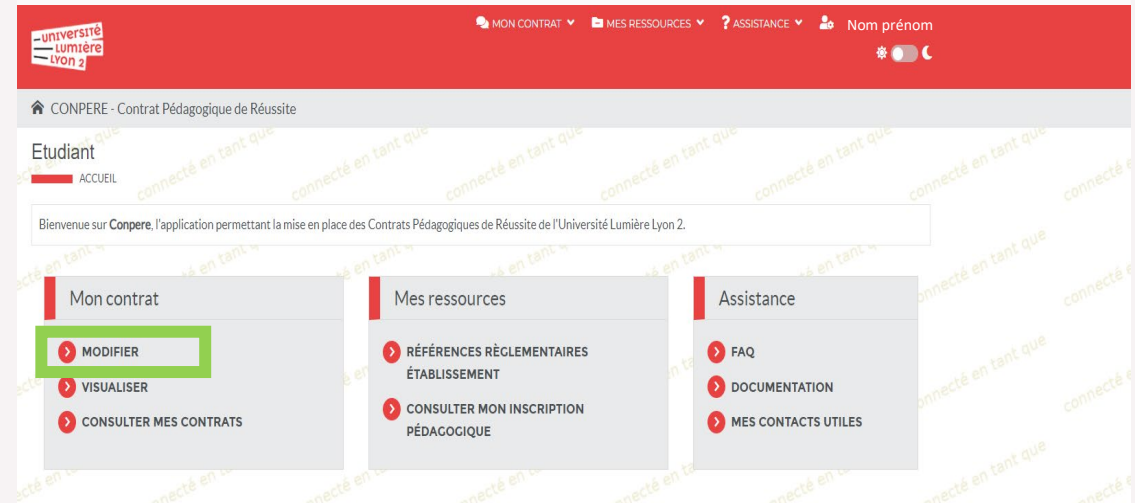 université
LUMIÈRE
LYON 2
MON CONTRAT
MES RESSOURCES
? ASSISTANCE
Nom prénom
CONPERE - Contrat Pédagogique de Réussite
Etudiant
ACCUEIL
Bienvenue sur Conpere, l'application permettant la mise en place des Contrats Pédagogiques de Réussite de l'Université Lumière Lyon 2.
Mon contrat
MODIFIER
VISUALISER
CONSULTER MES CONTRATS
Mes ressources
RÉFÉRENCES RÈGLEMENTAIRES
ÉTABLISSEMENT
CONSULTER MON INSCRIPTION
PÉDAGOGIQUE
Assistance
FAQ
DOCUMENTATION
MES CONTACTS UTILES
connecté en tant que